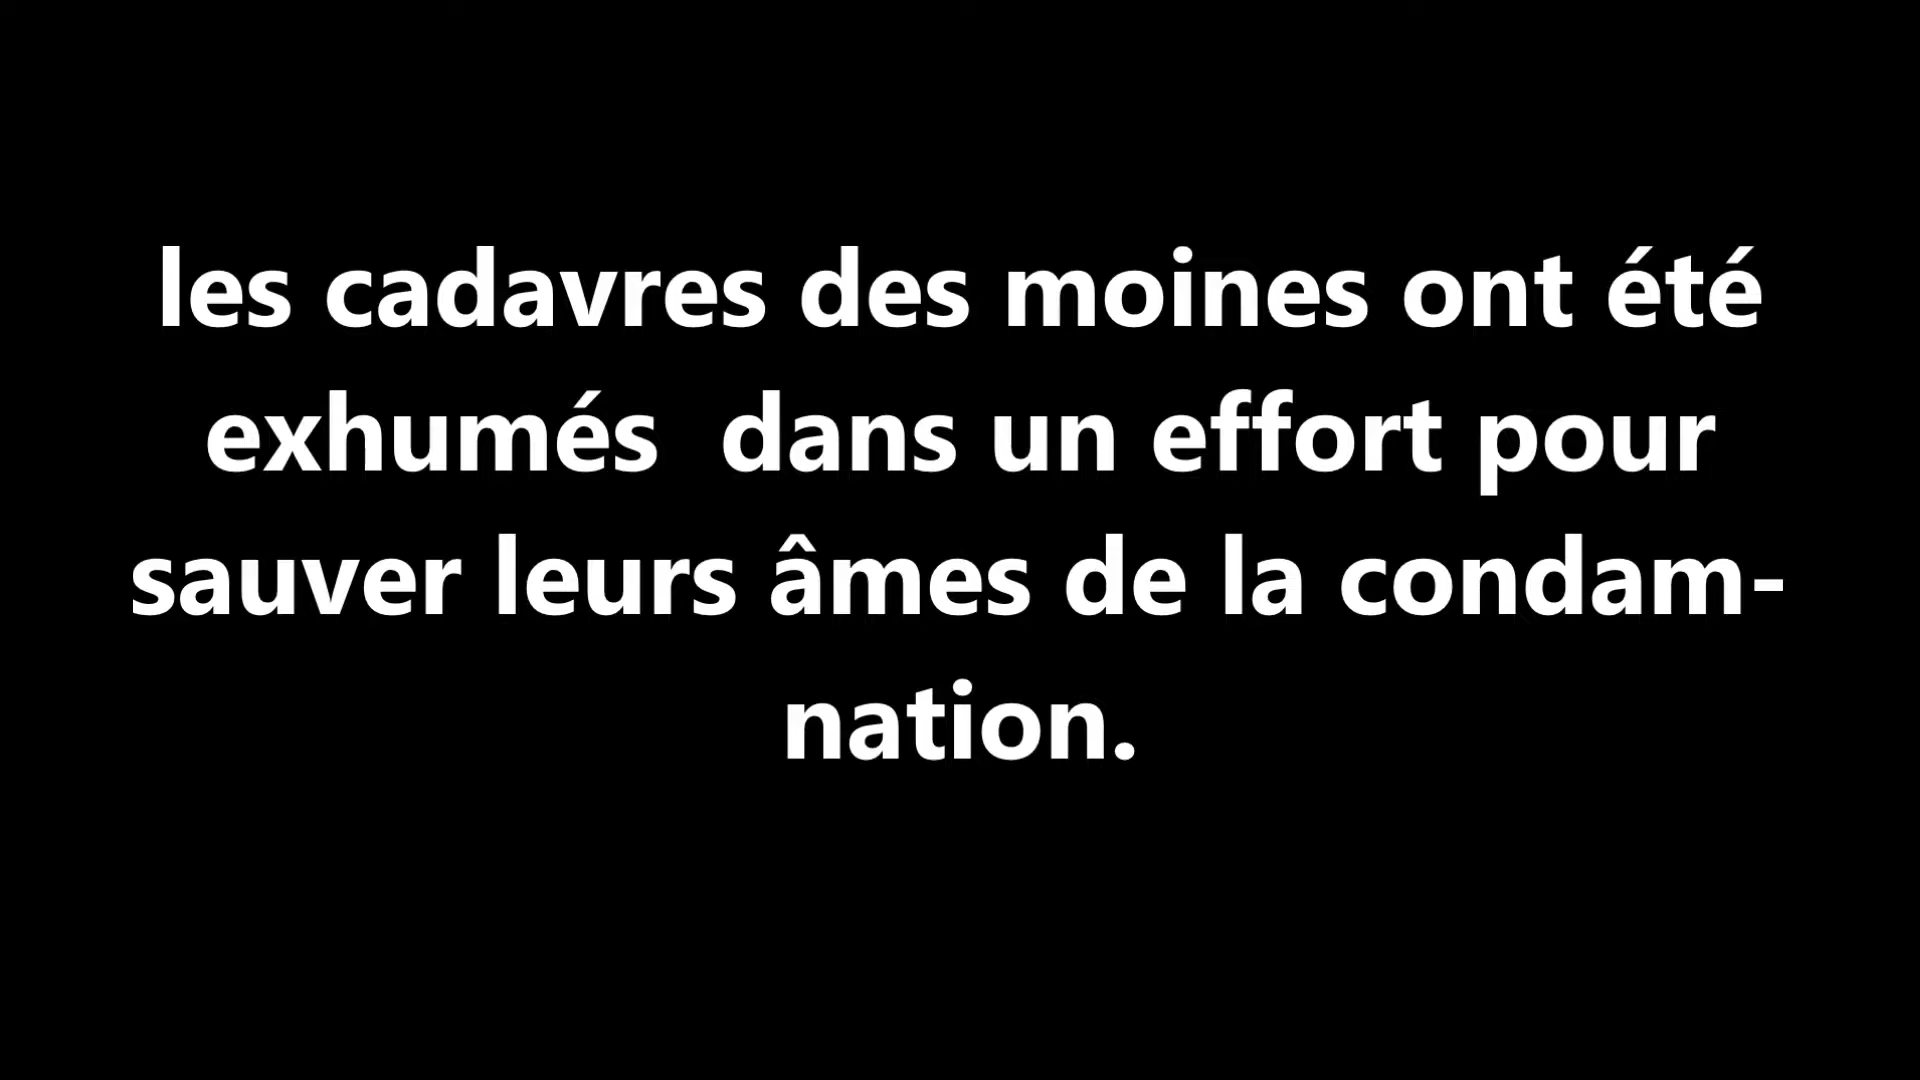 les cadavres des moines ont été
exhumés  dans un effort pour
sauver leurs âmes de la condam-
nation.